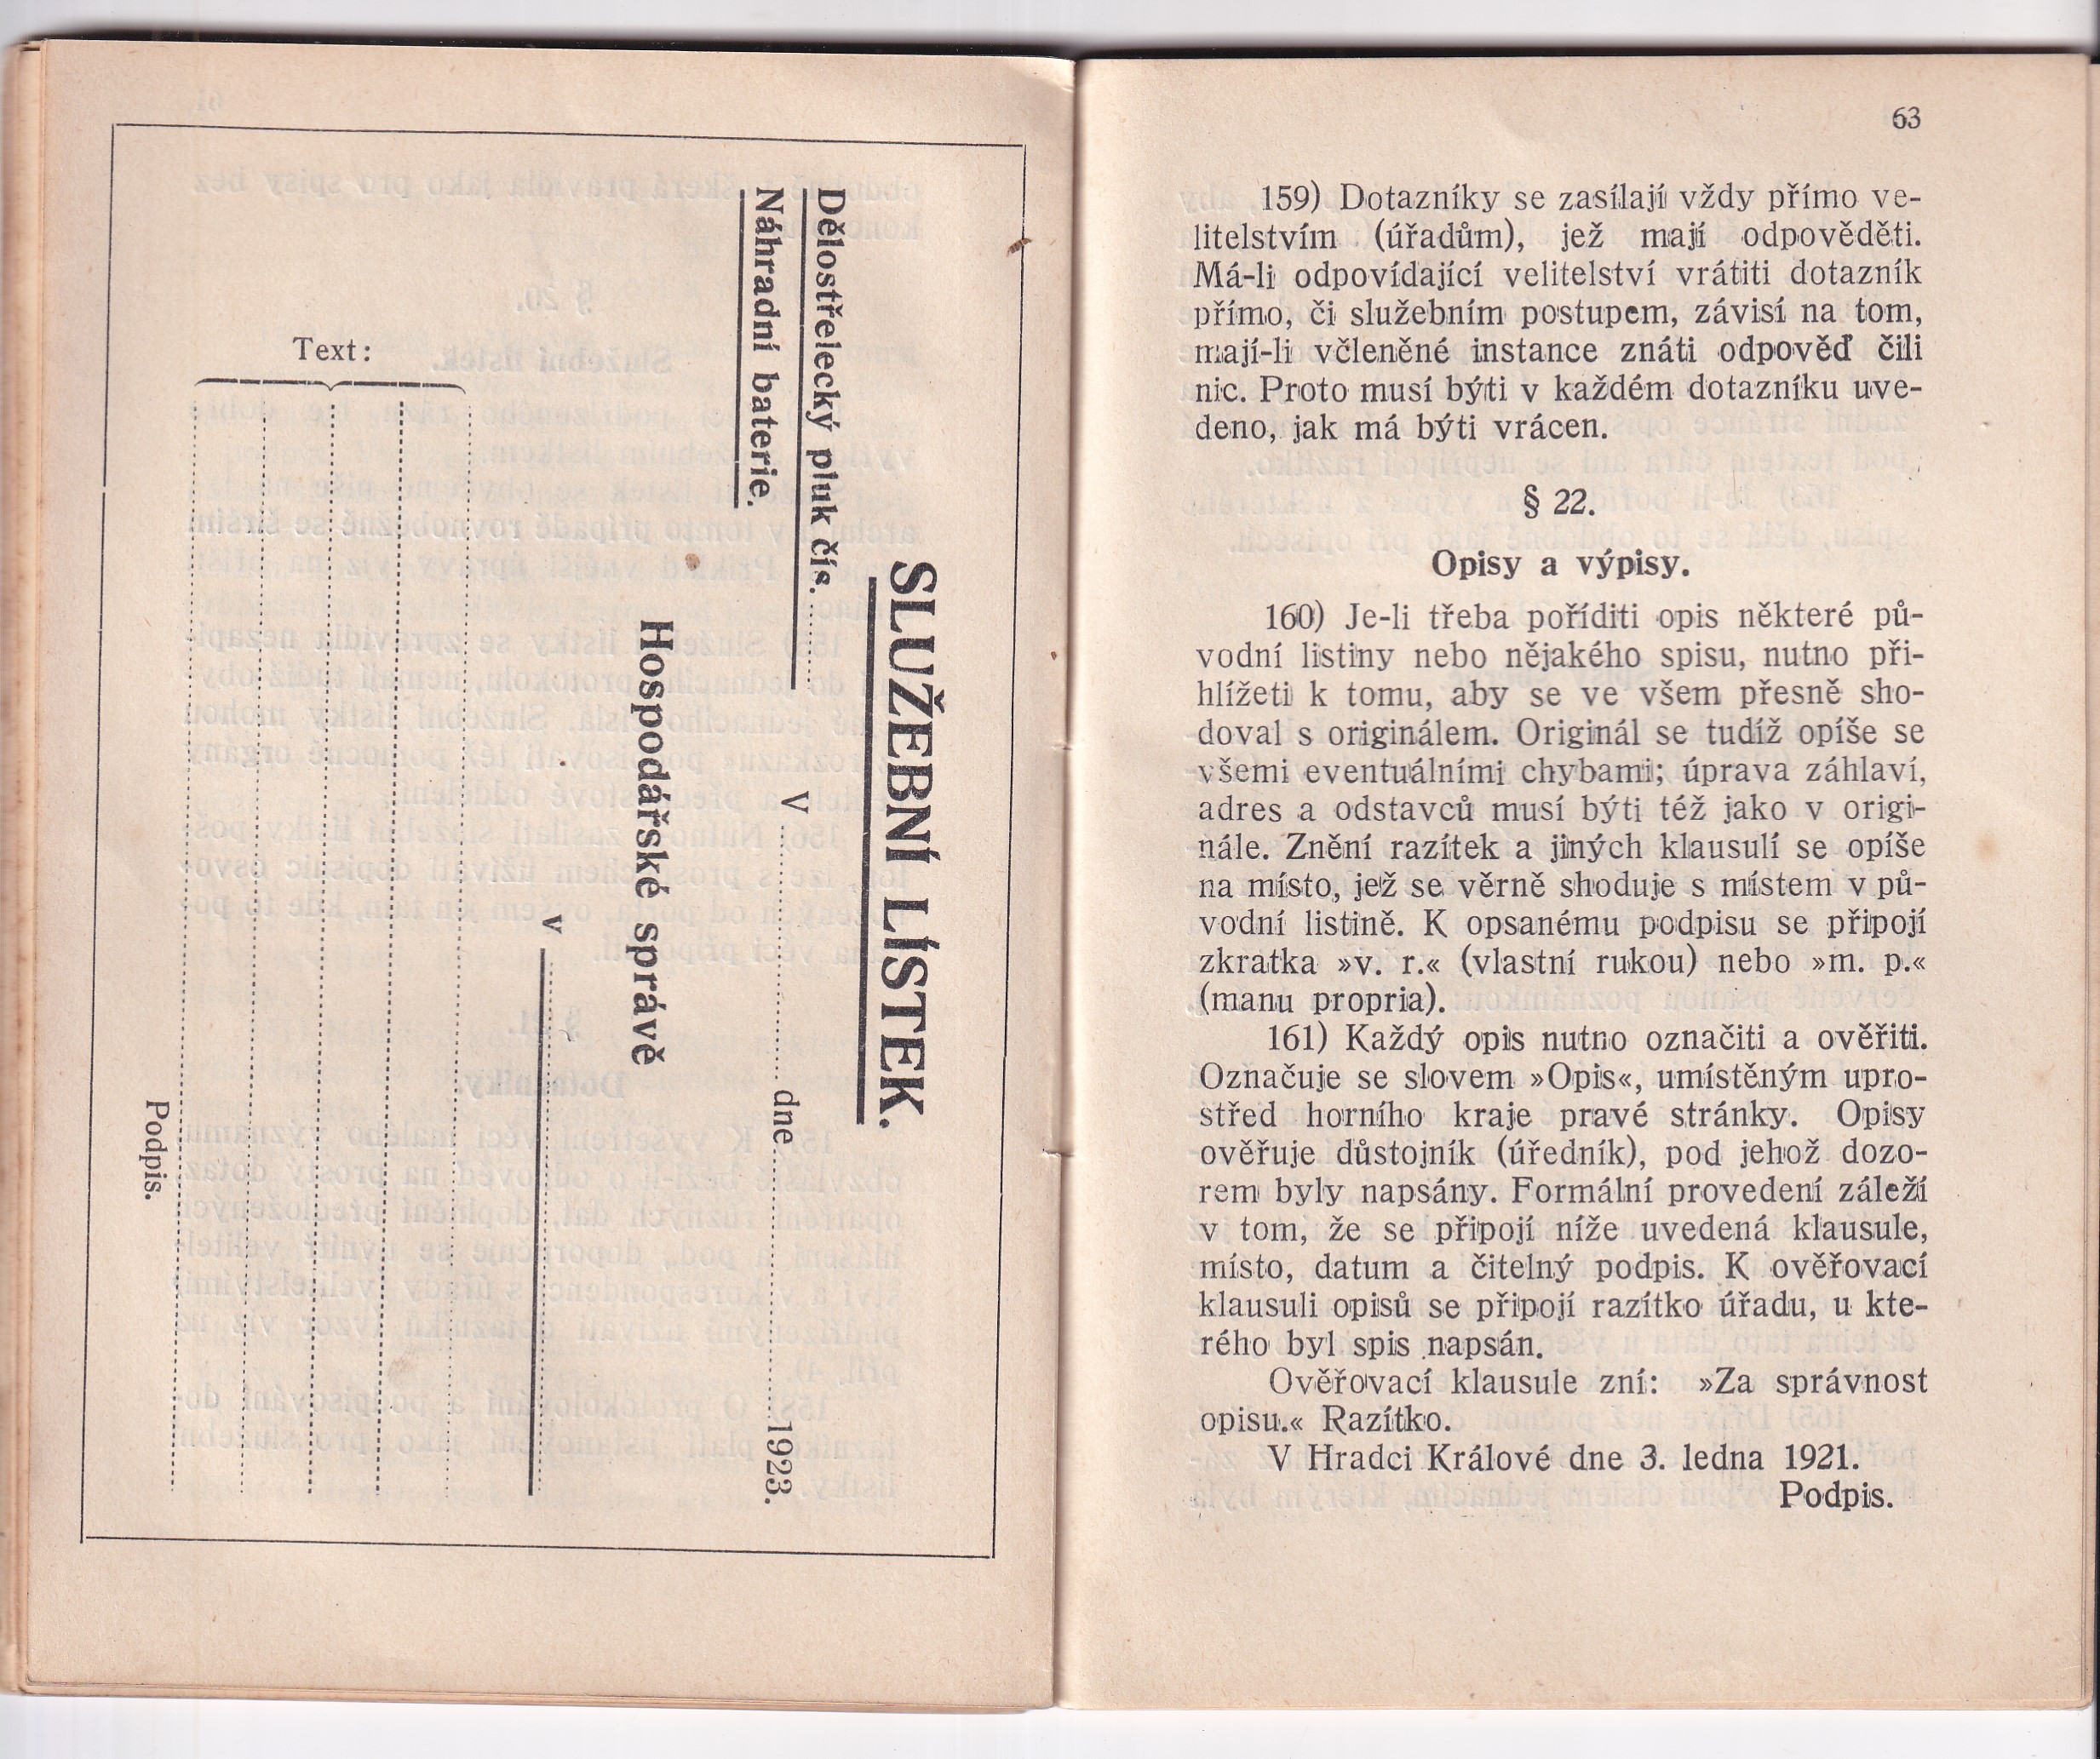 SLUŽEBNÍ LÍSTEK.
Dělostřelecký pluk čís.
Náhradní baterie.
V dne 1923.
Hospodářské správě
v
Text:
Podpis.
63
159) Dotazníky se zasílají vždy přímo ve-
litelstvím (úřadům), jež mají odpověděti.
Má-li odpovídající velitelství vrátiti dotazník
přímo, či služebním postupem, závisí na tom,
mají-li včleněné instance znáti odpověď čili
nic. Proto musí býti v každém dotazníku uve-
deno, jak má býti vrácen.
§ 22.
Opisy a výpisy.
160) Je-li třeba poříditi opis některé pů-
vodní listiny nebo nějakého spisu, nutno při-
hlížeti k tomu, aby se ve všem přesně sho-
doval s originálem. Originál se tudíž opíše se
všemi eventuálními chybami; úprava záhlaví,
adres a odstavců musí býti též jako v origi-
nále. Znění razítek a jiných klausulí se opíše
na místo, jež se věrně shoduje s místem v pů-
vodní listině. K opsanému podpisu se připojí
zkratka »v. r.« (vlastní rukou) nebo »m. p.«
(manu propria).
161) Každý opis nutno označiti a ověřiti.
Označuje se slovem »Opis«, umístěným upro-
střed horního kraje pravé stránky. Opisy
ověřuje důstojník (úředník), pod jehož dozo-
rem byly napsány. Formální provedení záleží
v tom, že se připojí níže uvedená klausule,
místo, datum a čitelný podpis. K ověřovací
klausuli opisů se připojí razítko úřadu, u kte-
rého byl spis napsán.
Ověřovací klausule zní: »Za správnost
opisu.« Razítko.
V Hradci Králové dne 3. ledna 1921.
Podpis.